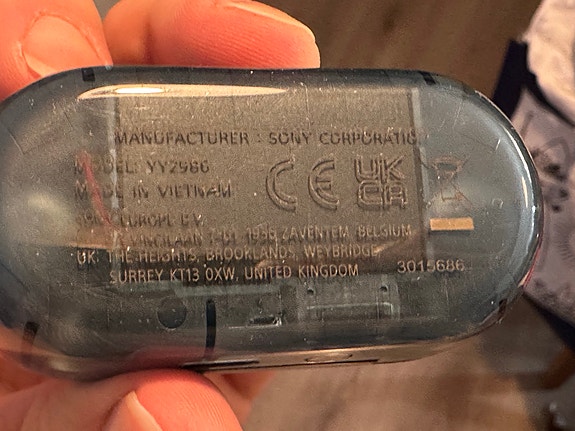 MANUFACTURER : SONY CORPORATIO
MODEL: YY2986
MADE IN VIETNAM
CE UK CA
EUROPE B.V.
7-D1, 1935 ZAVENTEM, BELGIUM
UK: THE HEIGHTS, BROOKLANDS, WEYBRIDGE
SURREY KT13 0XW, UNITED KINGDOM
3015686